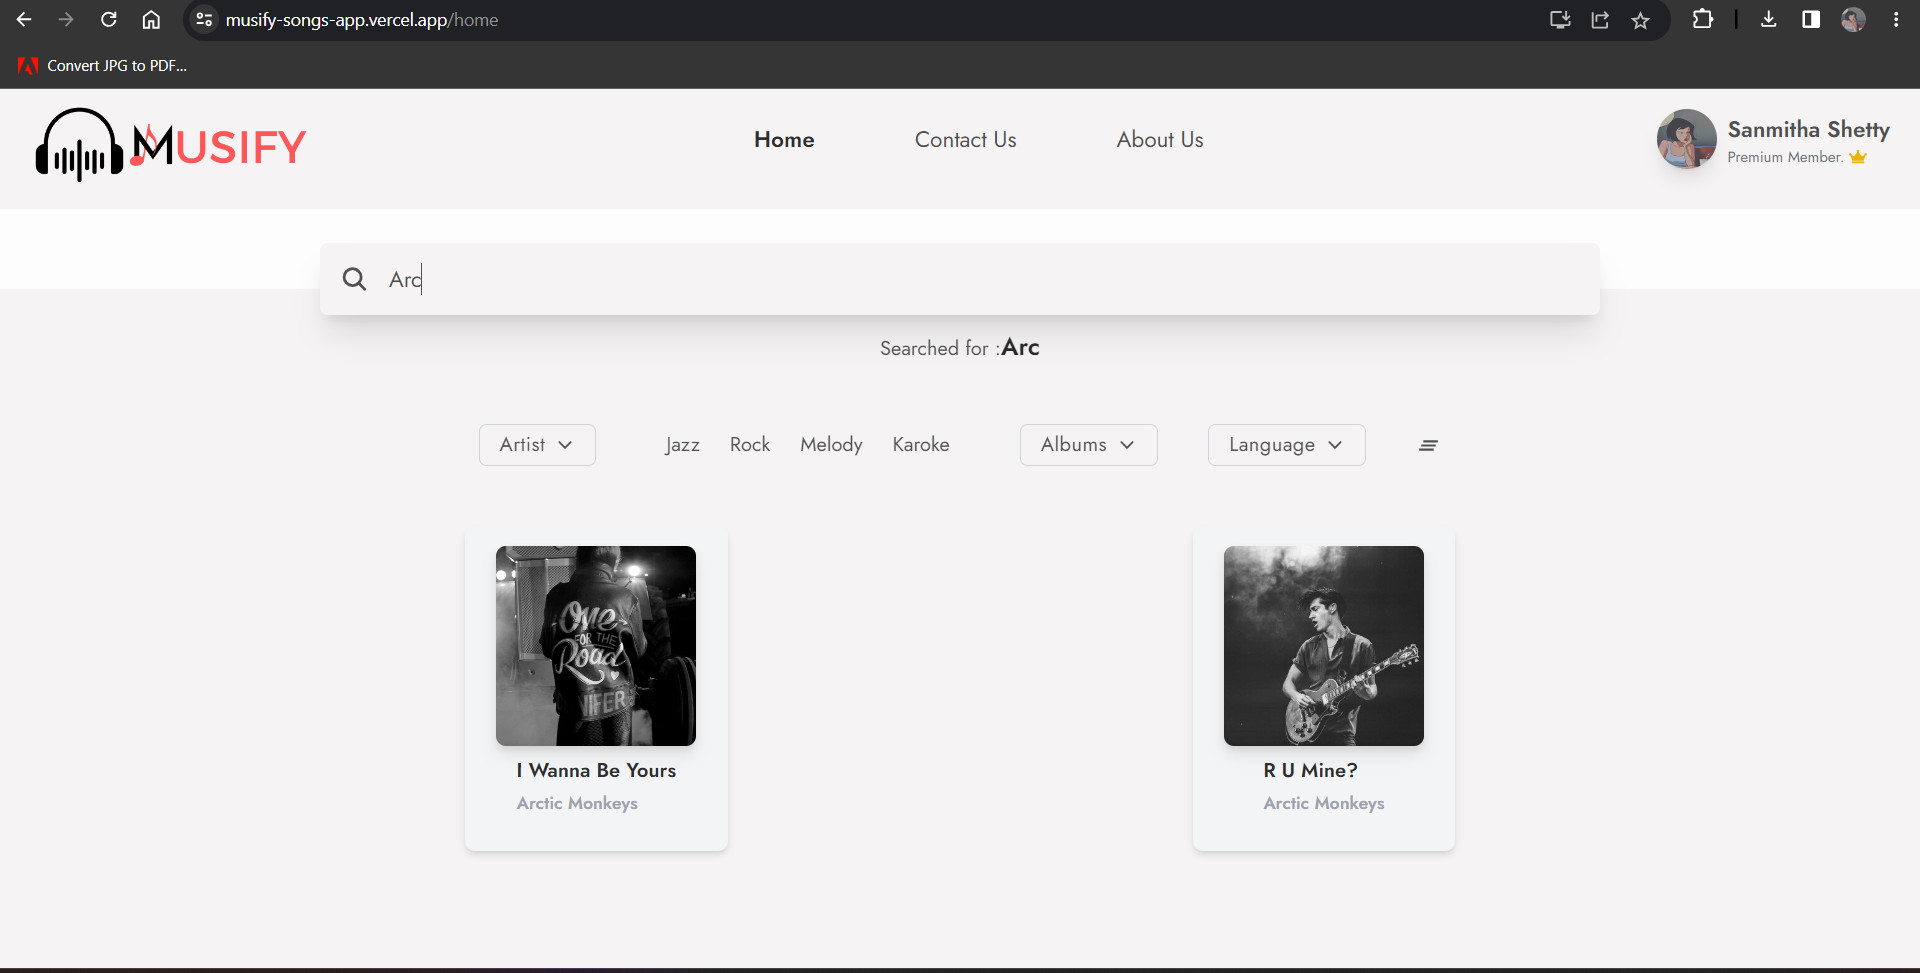 musify-songs-app.vercel.app/home
Convert JPG to PDF...
MUSIFY
Home
Contact Us
About Us
Sanmitha Shetty
Premium Member.
Arc
Searched for :Arc
Artist
Jazz
Rock
Melody
Karoke
Albums
Language
One
FOR THE
Road
NIFER
I Wanna Be Yours
Arctic Monkeys
R U Mine?
Arctic Monkeys